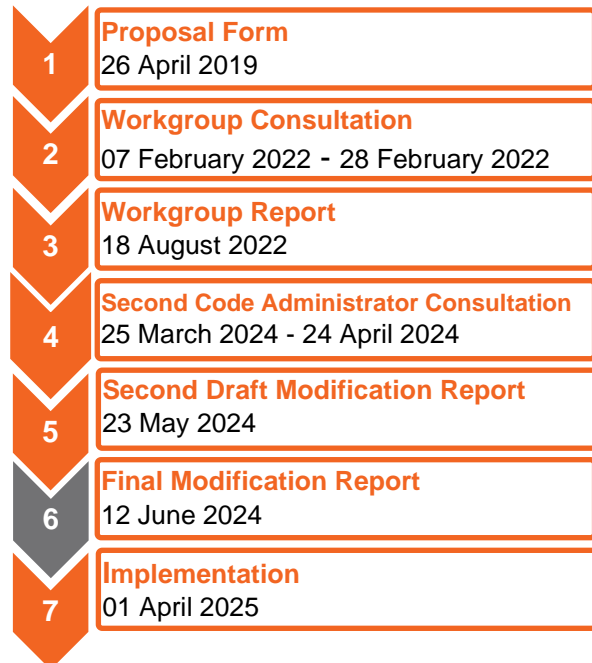 1
Proposal Form
26 April 2019
2
Workgroup Consultation
07 February 2022 - 28 February 2022
3
Workgroup Report
18 August 2022
4
Second Code Administrator Consultation
25 March 2024 - 24 April 2024
5
Second Draft Modification Report
23 May 2024
6
Final Modification Report
12 June 2024
7
Implementation
01 April 2025